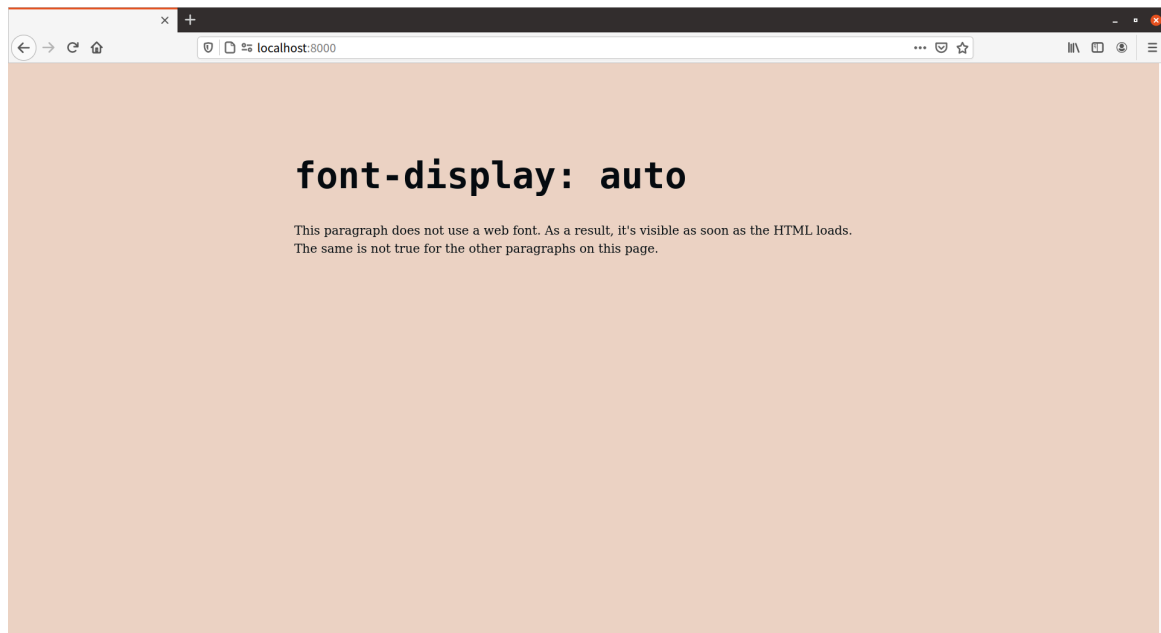 localhost:8000
font-display: auto
This paragraph does not use a web font. As a result, it's visible as soon as the HTML loads.
The same is not true for the other paragraphs on this page.